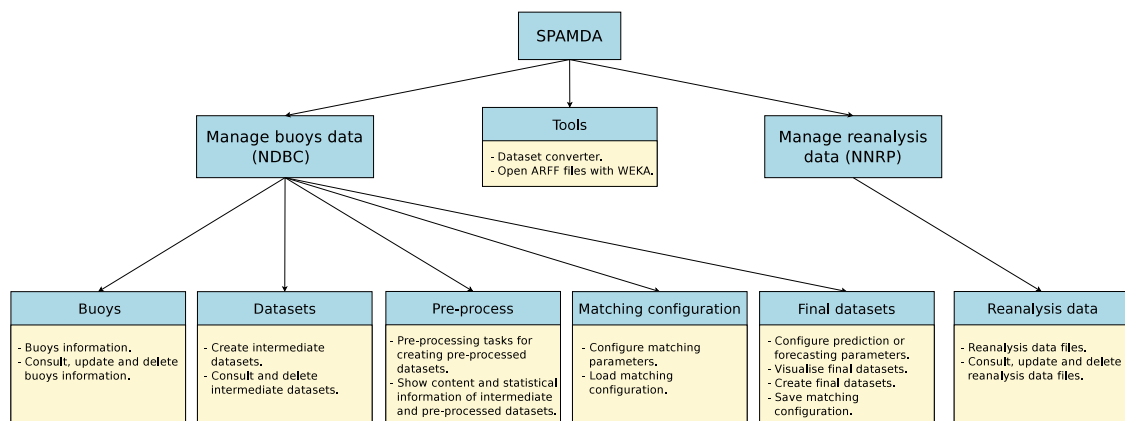 SPAMDA
Manage buoys data
(NDBC)
Tools
- Dataset converter.
- Open ARFF files with WEKA.
Manage reanalysis
data (NNRP)
Buoys
- Buoys information.
- Consult, update and delete
buoys information.
Datasets
- Create intermediate
datasets.
- Consult and delete
intermediate datasets.
Pre-process
- Pre-processing tasks for
creating pre-processed
datasets.
- Show content and statistical
information of intermediate
and pre-processed datasets.
Matching configuration
- Configure matching
parameters.
- Load matching
configuration.
Final datasets
- Configure prediction or
forecasting parameters.
- Visualise final datasets.
- Create final datasets.
- Save matching
configuration.
Reanalysis data
- Reanalysis data files.
- Consult, update and delete
reanalysis data files.